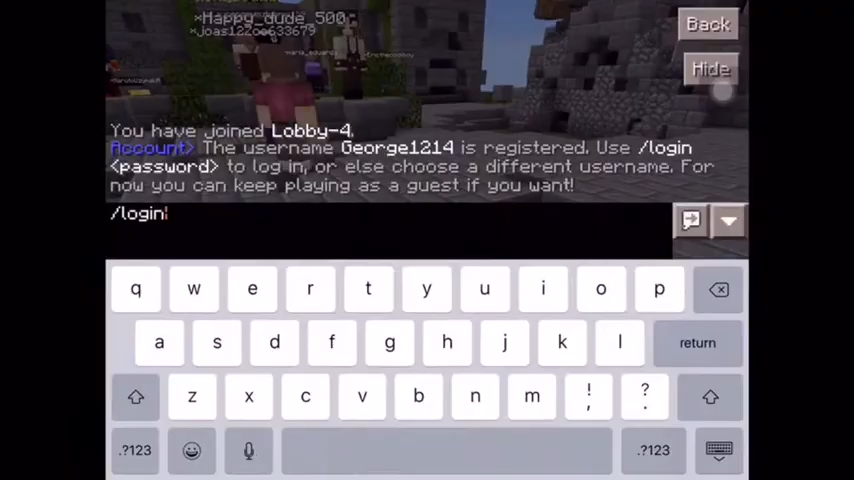 ×Happy_dude_500
×joas122oe633679
Back
Hide
You have joined Lobby-4.
Account> The username George1214 is registered. Use /login
<password> to log in, or else choose a different username. For
now you can keep playing as a guest if you want!
/login
q w e r t y u i o p
a s d f g h j k l return
z x c v b n m ! , ? .
.?123 .?123